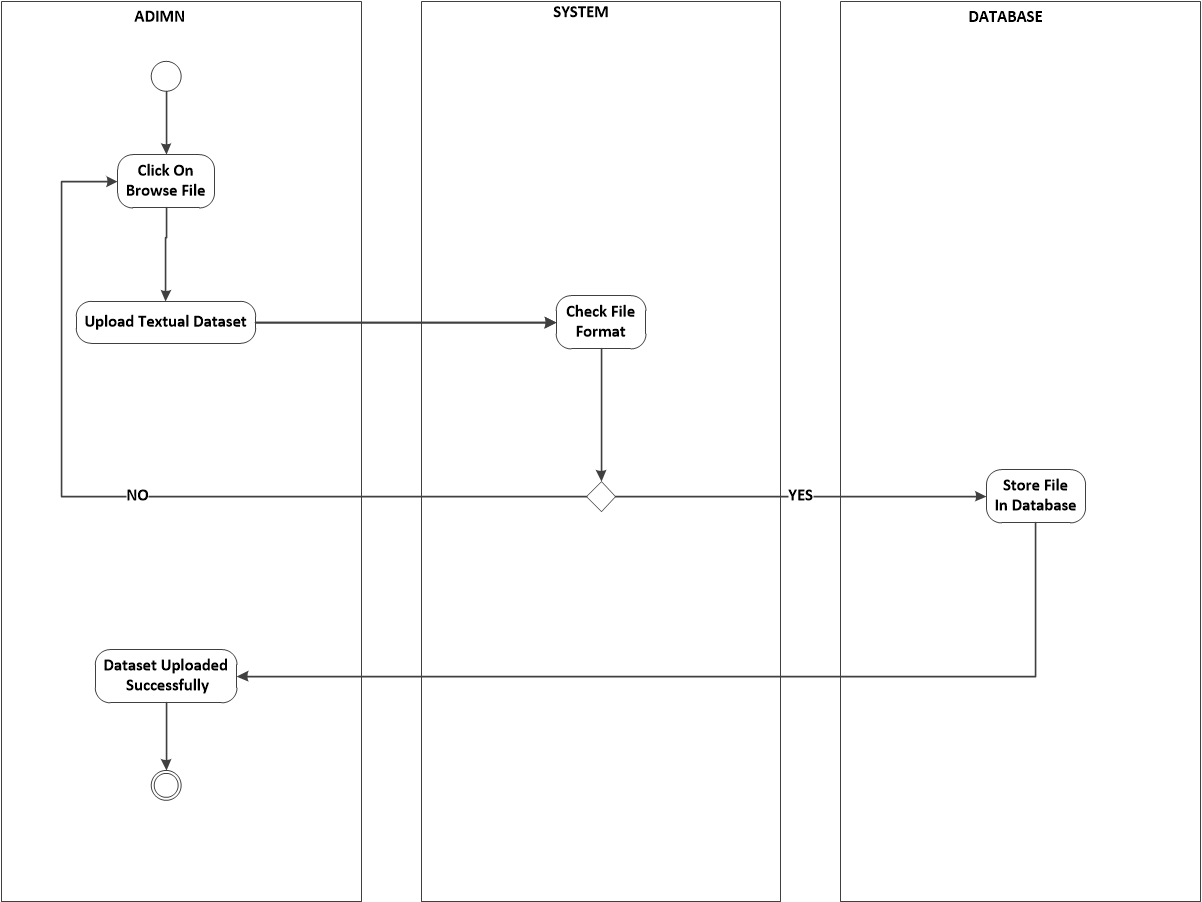 ADIMN
SYSTEM
DATABASE
Click On
Browse File
Upload Textual Dataset
Check File
Format
NO
YES
Store File
In Database
Dataset Uploaded
Successfully